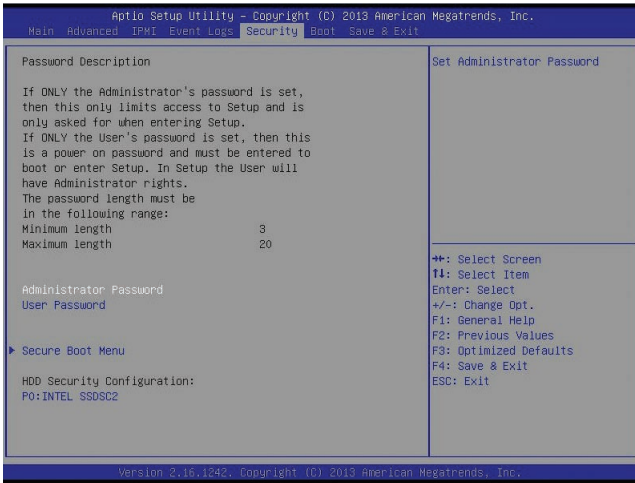 Aptio Setup Utility – Copyright (C) 2013 American Megatrends, Inc.
Main Advanced IPMI Event Logs Security Boot Save & Exit
Password Description
If ONLY the Administrator's password is set,
then this only limits access to Setup and is
only asked for when entering Setup.
If ONLY the User's password is set, then this
is a power on password and must be entered to
boot or enter Setup. In Setup the User will
have Administrator rights.
The password length must be
in the following range:
Minimum length 3
Maximum length 20
Administrator Password
User Password
Secure Boot Menu
HDD Security Configuration:
P0:INTEL SSDSC2
Set Administrator Password
→←: Select Screen
↑↓: Select Item
Enter: Select
+/-: Change Opt.
F1: General Help
F2: Previous Values
F3: Optimized Defaults
F4: Save & Exit
ESC: Exit
Version 2.16.1242. Copyright (C) 2013 American Megatrends, Inc.